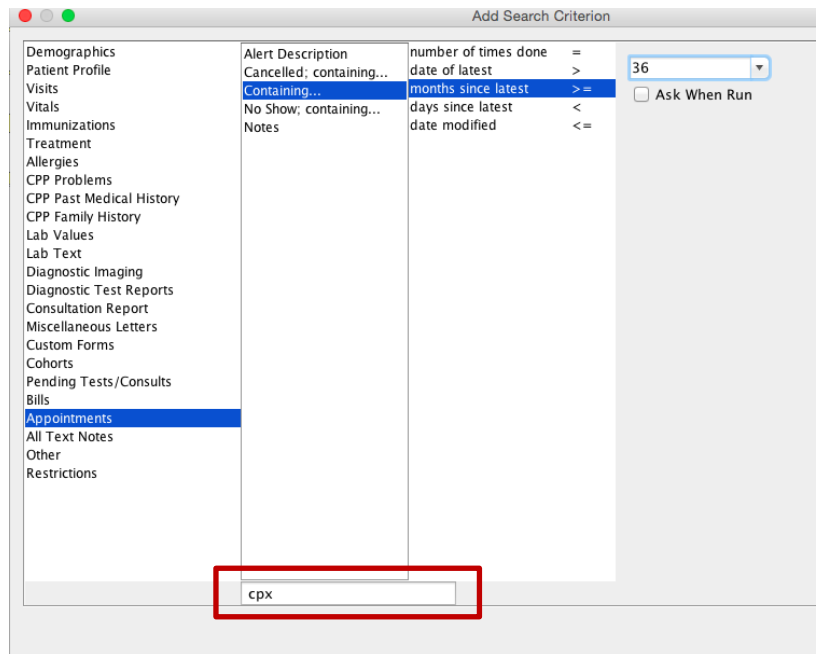 Add Search Criterion
Demographics
Patient Profile
Visits
Vitals
Immunizations
Treatment
Allergies
CPP Problems
CPP Past Medical History
CPP Family History
Lab Values
Lab Text
Diagnostic Imaging
Diagnostic Test Reports
Consultation Report
Miscellaneous Letters
Custom Forms
Cohorts
Pending Tests/Consults
Bills
Appointments
All Text Notes
Other
Restrictions
Alert Description
Cancelled; containing...
Containing...
No Show; containing...
Notes
number of times done
date of latest
months since latest
days since latest
date modified
=
>
>=
<
<=
36
Ask When Run
cpx